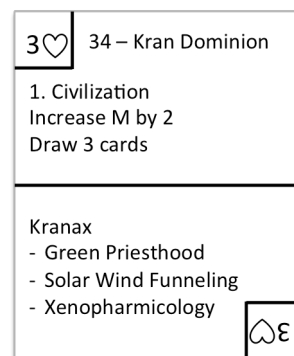 3♡ 34 – Kran Dominion
1. Civilization
Increase M by 2
Draw 3 cards
Kranax
- Green Priesthood
- Solar Wind Funneling
- Xenopharmicology
3♡